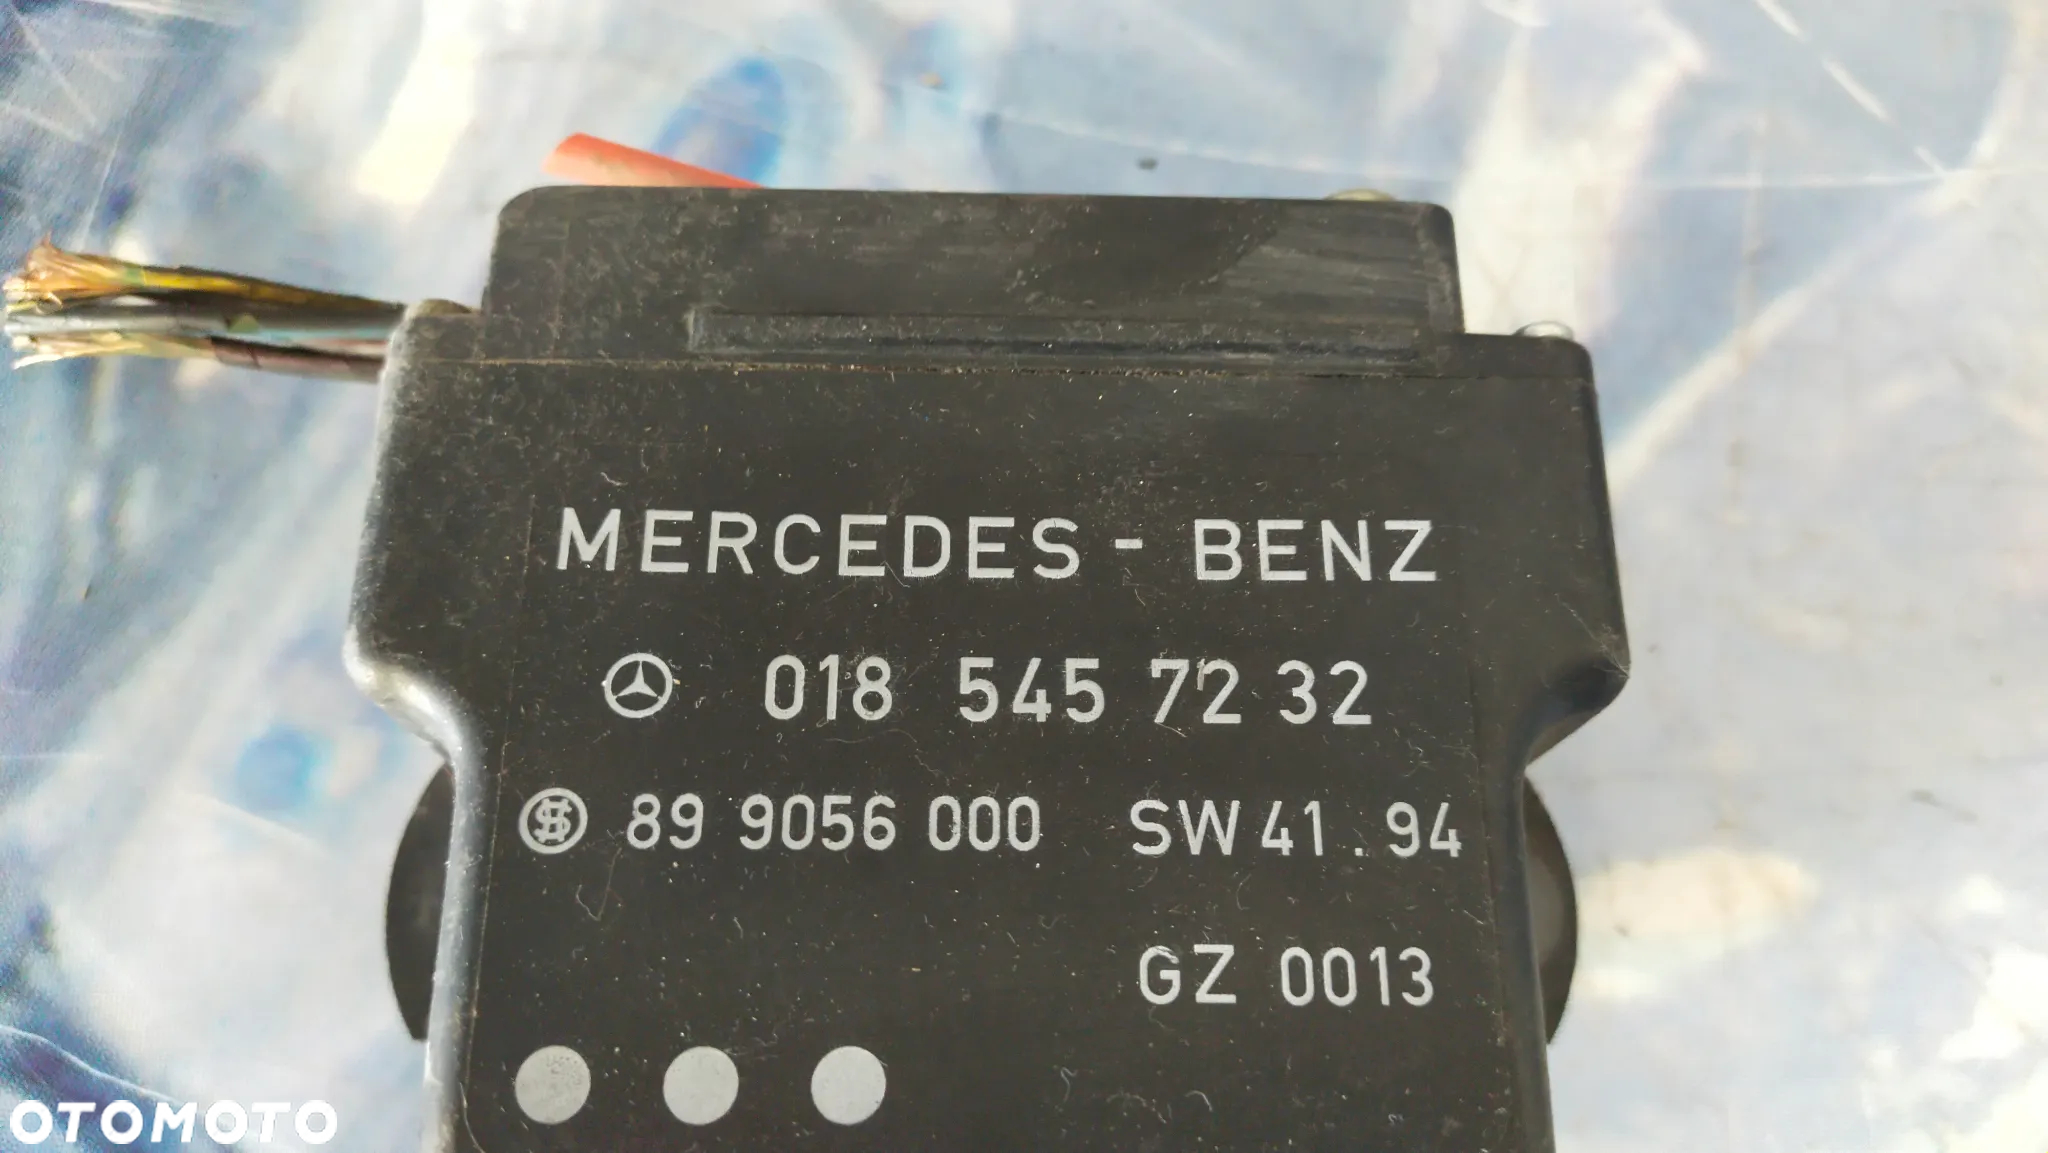 MERCEDES - BENZ
018 545 72 32
89 9056 000 SW 41 . 94
GZ 0013
OTOMOTO